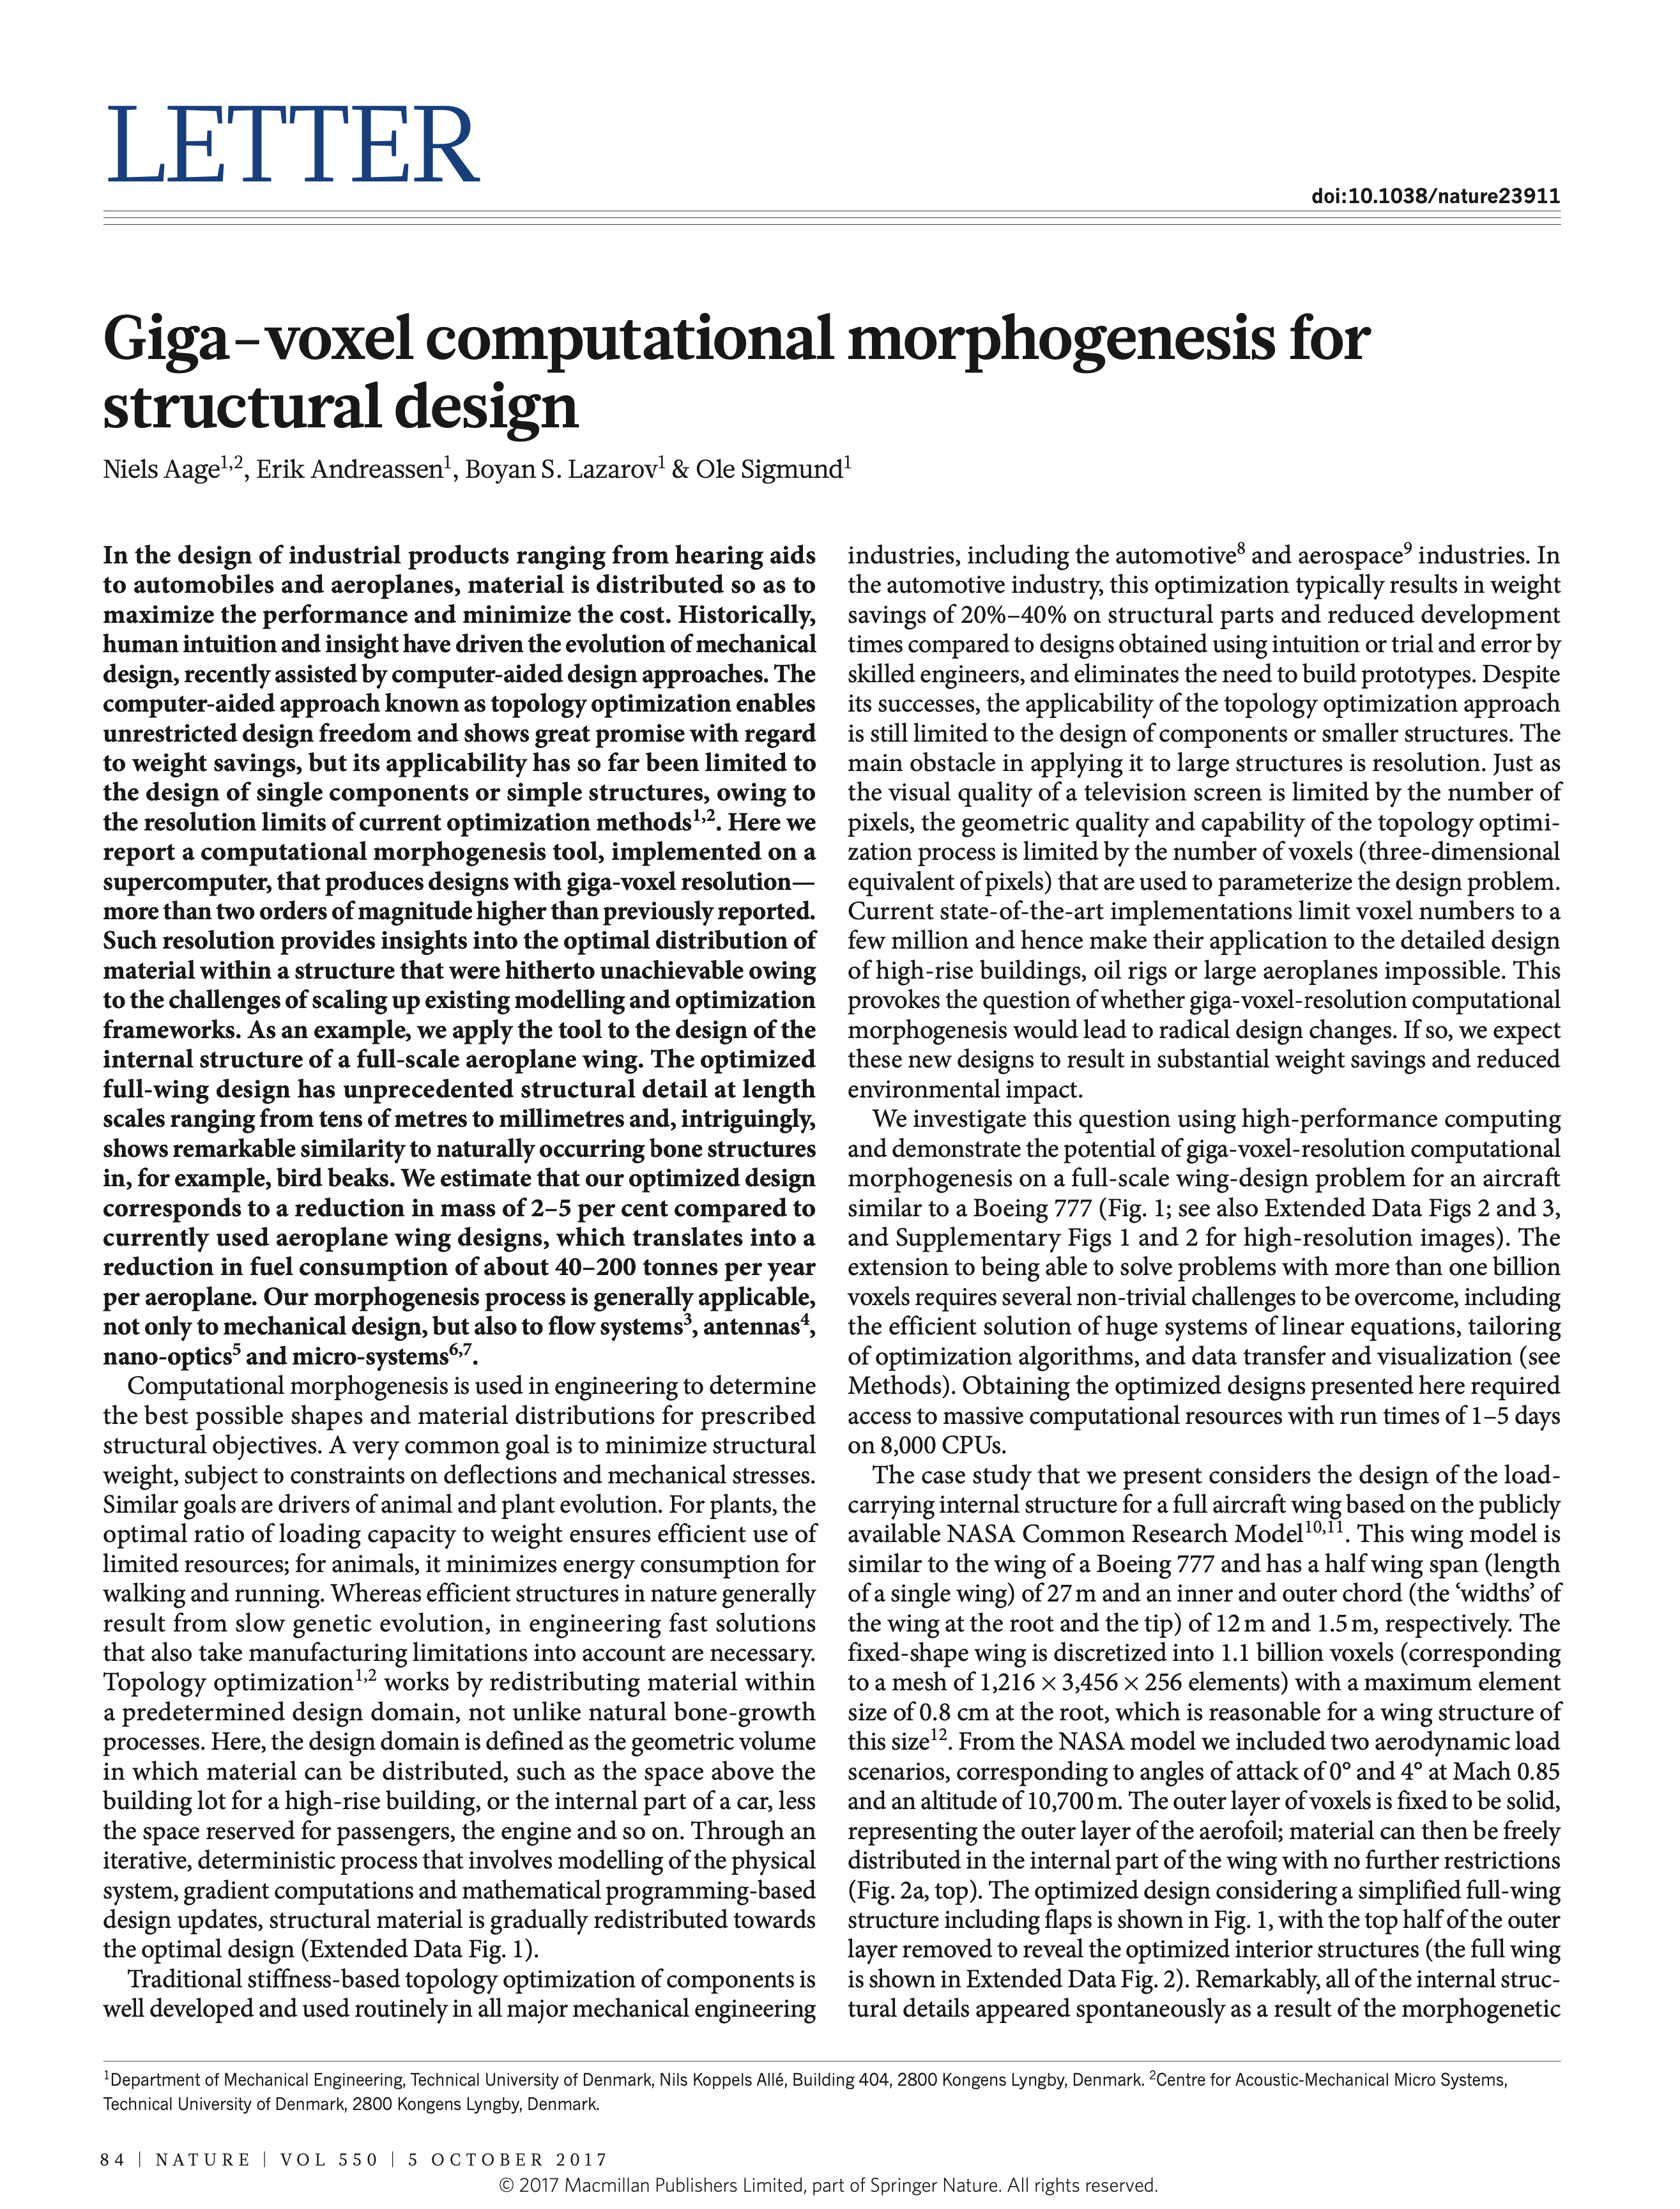 LETTER
doi:10.1038/nature23911
Giga-voxel computational morphogenesis for
structural design
Niels Aage1,2, Erik Andreassen1, Boyan S. Lazarov1 & Ole Sigmund1
In the design of industrial products ranging from hearing aids
to automobiles and aeroplanes, material is distributed so as to
maximize the performance and minimize the cost. Historically,
human intuition and insight have driven the evolution of mechanical
design, recently assisted by computer-aided design approaches. The
computer-aided approach known as topology optimization enables
unrestricted design freedom and shows great promise with regard
to weight savings, but its applicability has so far been limited to
the design of single components or simple structures, owing to
the resolution limits of current optimization methods1,2. Here we
report a computational morphogenesis tool, implemented on a
supercomputer, that produces designs with giga-voxel resolution—
more than two orders of magnitude higher than previously reported.
Such resolution provides insights into the optimal distribution of
material within a structure that were hitherto unachievable owing
to the challenges of scaling up existing modelling and optimization
frameworks. As an example, we apply the tool to the design of the
internal structure of a full-scale aeroplane wing. The optimized
full-wing design has unprecedented structural detail at length
scales ranging from tens of metres to millimetres and, intriguingly,
shows remarkable similarity to naturally occurring bone structures
in, for example, bird beaks. We estimate that our optimized design
corresponds to a reduction in mass of 2–5 per cent compared to
currently used aeroplane wing designs, which translates into a
reduction in fuel consumption of about 40–200 tonnes per year
per aeroplane. Our morphogenesis process is generally applicable,
not only to mechanical design, but also to flow systems3, antennas4,
nano-optics5 and micro-systems6,7.
Computational morphogenesis is used in engineering to determine
the best possible shapes and material distributions for prescribed
structural objectives. A very common goal is to minimize structural
weight, subject to constraints on deflections and mechanical stresses.
Similar goals are drivers of animal and plant evolution. For plants, the
optimal ratio of loading capacity to weight ensures efficient use of
limited resources; for animals, it minimizes energy consumption for
walking and running. Whereas efficient structures in nature generally
result from slow genetic evolution, in engineering fast solutions
that also take manufacturing limitations into account are necessary.
Topology optimization1,2 works by redistributing material within
a predetermined design domain, not unlike natural bone-growth
processes. Here, the design domain is defined as the geometric volume
in which material can be distributed, such as the space above the
building lot for a high-rise building, or the internal part of a car, less
the space reserved for passengers, the engine and so on. Through an
iterative, deterministic process that involves modelling of the physical
system, gradient computations and mathematical programming-based
design updates, structural material is gradually redistributed towards
the optimal design (Extended Data Fig. 1).
Traditional stiffness-based topology optimization of components is
well developed and used routinely in all major mechanical engineering
industries, including the automotive8 and aerospace9 industries. In
the automotive industry, this optimization typically results in weight
savings of 20%–40% on structural parts and reduced development
times compared to designs obtained using intuition or trial and error by
skilled engineers, and eliminates the need to build prototypes. Despite
its successes, the applicability of the topology optimization approach
is still limited to the design of components or smaller structures. The
main obstacle in applying it to large structures is resolution. Just as
the visual quality of a television screen is limited by the number of
pixels, the geometric quality and capability of the topology optimi-
zation process is limited by the number of voxels (three-dimensional
equivalent of pixels) that are used to parameterize the design problem.
Current state-of-the-art implementations limit voxel numbers to a
few million and hence make their application to the detailed design
of high-rise buildings, oil rigs or large aeroplanes impossible. This
provokes the question of whether giga-voxel-resolution computational
morphogenesis would lead to radical design changes. If so, we expect
these new designs to result in substantial weight savings and reduced
environmental impact.
We investigate this question using high-performance computing
and demonstrate the potential of giga-voxel-resolution computational
morphogenesis on a full-scale wing-design problem for an aircraft
similar to a Boeing 777 (Fig. 1; see also Extended Data Figs 2 and 3,
and Supplementary Figs 1 and 2 for high-resolution images). The
extension to being able to solve problems with more than one billion
voxels requires several non-trivial challenges to be overcome, including
the efficient solution of huge systems of linear equations, tailoring
of optimization algorithms, and data transfer and visualization (see
Methods). Obtaining the optimized designs presented here required
access to massive computational resources with run times of 1–5 days
on 8,000 CPUs.
The case study that we present considers the design of the load-
carrying internal structure for a full aircraft wing based on the publicly
available NASA Common Research Model10,11. This wing model is
similar to the wing of a Boeing 777 and has a half wing span (length
of a single wing) of 27 m and an inner and outer chord (the ‘widths’ of
the wing at the root and the tip) of 12 m and 1.5 m, respectively. The
fixed-shape wing is discretized into 1.1 billion voxels (corresponding
to a mesh of 1,216 × 3,456 × 256 elements) with a maximum element
size of 0.8 cm at the root, which is reasonable for a wing structure of
this size12. From the NASA model we included two aerodynamic load
scenarios, corresponding to angles of attack of 0° and 4° at Mach 0.85
and an altitude of 10,700 m. The outer layer of voxels is fixed to be solid,
representing the outer layer of the aerofoil; material can then be freely
distributed in the internal part of the wing with no further restrictions
(Fig. 2a, top). The optimized design considering a simplified full-wing
structure including flaps is shown in Fig. 1, with the top half of the outer
layer removed to reveal the optimized interior structures (the full wing
is shown in Extended Data Fig. 2). Remarkably, all of the internal struc-
tural details appeared spontaneously as a result of the morphogenetic
1Department of Mechanical Engineering, Technical University of Denmark, Nils Koppels Allé, Building 404, 2800 Kongens Lyngby, Denmark. 2Centre for Acoustic-Mechanical Micro Systems,
Technical University of Denmark, 2800 Kongens Lyngby, Denmark.
84 | NATURE | VOL 550 | 5 OCTOBER 2017
© 2017 Macmillan Publishers Limited, part of Springer Nature. All rights reserved.